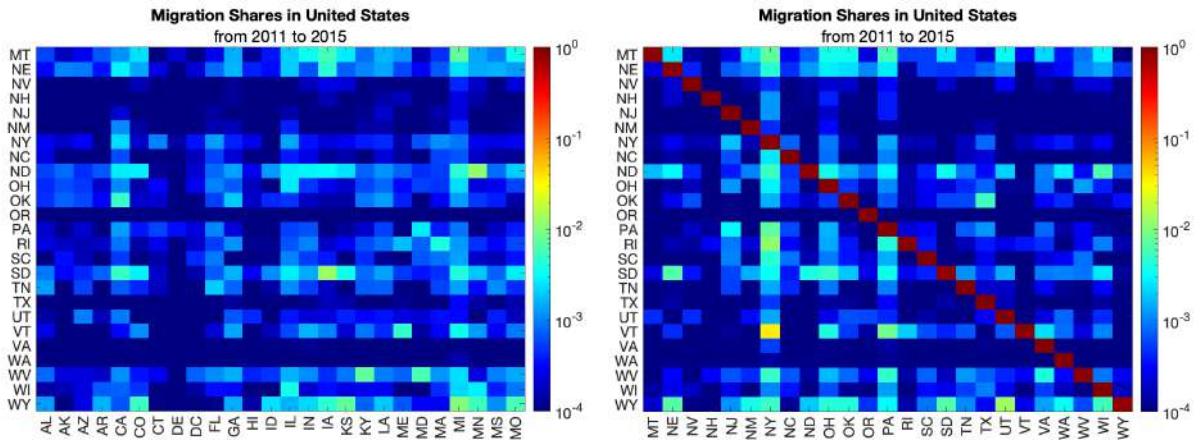 Migration Shares in United States
from 2011 to 2015
MT
NE
NV
NH
NJ
NM
NY
NC
ND
OH
OK
OR
PA
RI
SC
SD
TN
TX
UT
VT
VA
WA
WV
WI
WY
AL AK AZ AR CA CO CT DE DC FL GA HI ID IL IN IA KS KY LA ME MD MA MI MN MS MO
10^0
10^-1
10^-2
10^-3
10^-4
Migration Shares in United States
from 2011 to 2015
MT
NE
NV
NH
NJ
NM
NY
NC
ND
OH
OK
OR
PA
RI
SC
SD
TN
TX
UT
VT
VA
WA
WV
WI
WY
MT NE NV NH NJ NM NY NC ND OH OK OR PA RI SC SD TN TX UT VT VA WA WV WI WY
10^0
10^-1
10^-2
10^-3
10^-4